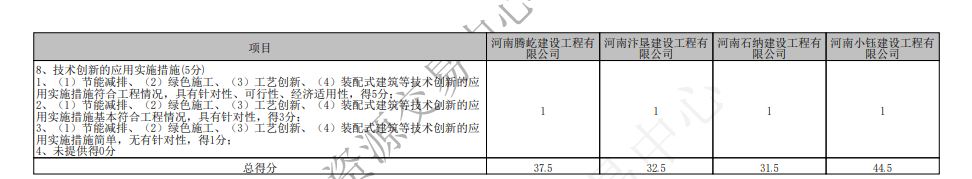 项目 河南腾屹建设工程有限公司 河南汴垦建设工程有限公司 河南石纳建设工程有限公司 河南小钰建设工程有限公司
8、技术创新的应用实施措施(5分)
1、（1）节能减排、（2）绿色施工、（3）工艺创新、（4）装配式建筑等技术创新的应
用实施措施符合工程情况，具有针对性、可行性、经济适用性，得5分；
2、（1）节能减排、（2）绿色施工、（3）工艺创新、（4）装配式建筑等技术创新的应
用实施措施基本符合工程情况，具有针对性，得3分；
3、（1）节能减排、（2）绿色施工、（3）工艺创新、（4）装配式建筑等技术创新的应
用实施措施简单，无有针对性，得1分；
4、未提供得0分
1 1 1 1
总得分 37.5 32.5 31.5 44.5
资源交易中心
易中心